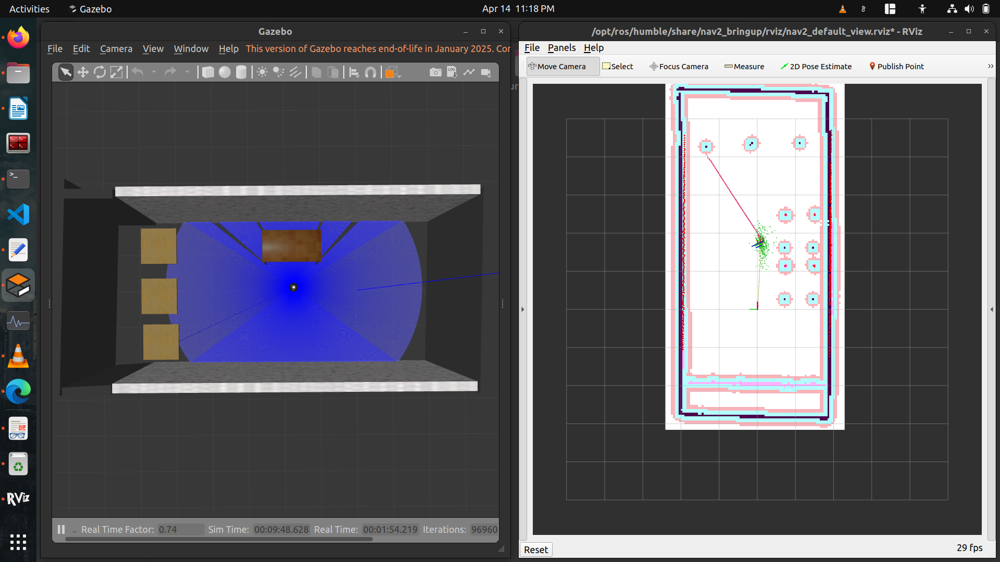 Activities
Gazebo
Apr 14 11:18 PM
Gazebo
File Edit Camera View Window Help This version of Gazebo reaches end-of-life in January 2025. Cor
LOG
Real Time Factor: 0.74 Sim Time: 00:09:48.628 Real Time: 00:01:54.219 Iterations: 96960
/opt/ros/humble/share/nav2_bringup/rviz/nav2_default_view.rviz* - RViz
File Panels Help
Move Camera Select Focus Camera Measure 2D Pose Estimate Publish Point
Reset
29 fps
RViz